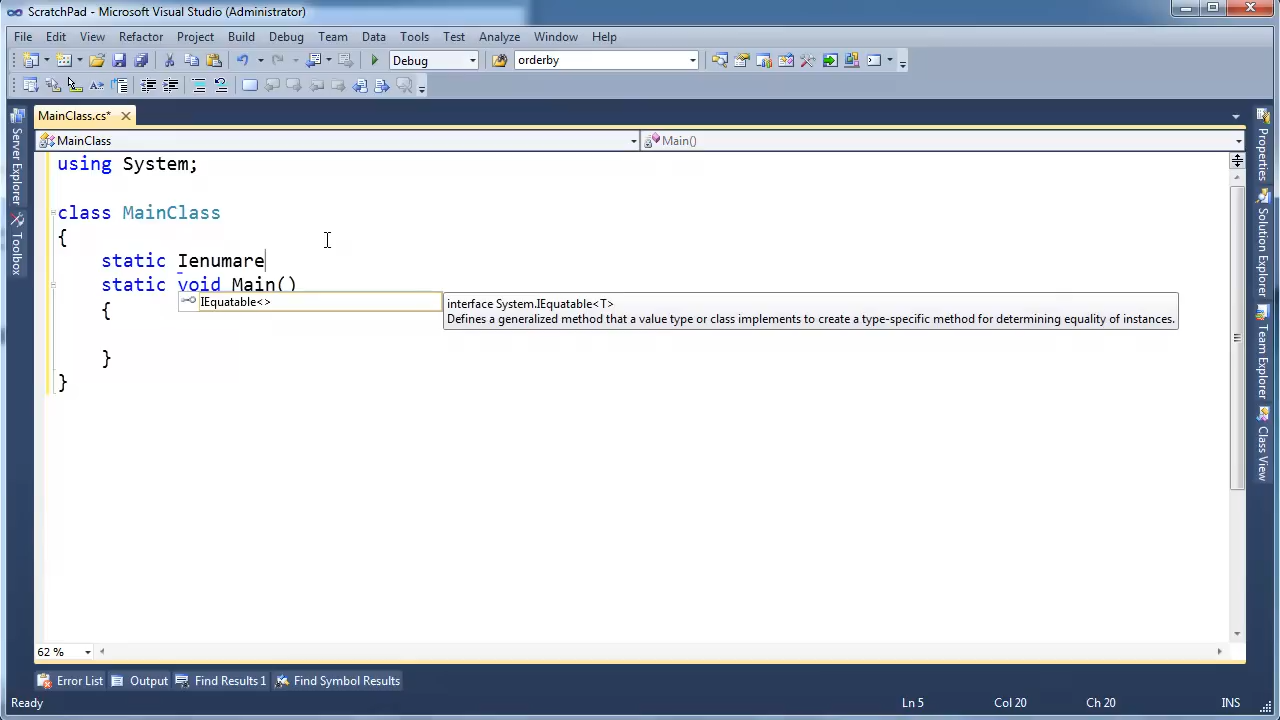 ScratchPad - Microsoft Visual Studio (Administrator)
File Edit View Refactor Project Build Debug Team Data Tools Test Analyze Window Help
Debug orderby
MainClass.cs*
MainClass Main()
using System;
class MainClass
{
static Ienumare
static void Main()
IEquatable<>
interface System.IEquatable<T>
Defines a generalized method that a value type or class implements to create a type-specific method for determining equality of instances.
{
}
}
62 %
Server Explorer
Toolbox
Properties
Solution Explorer
Team Explorer
Class View
Error List Output Find Results 1 Find Symbol Results
Ready Ln 5 Col 20 Ch 20 INS